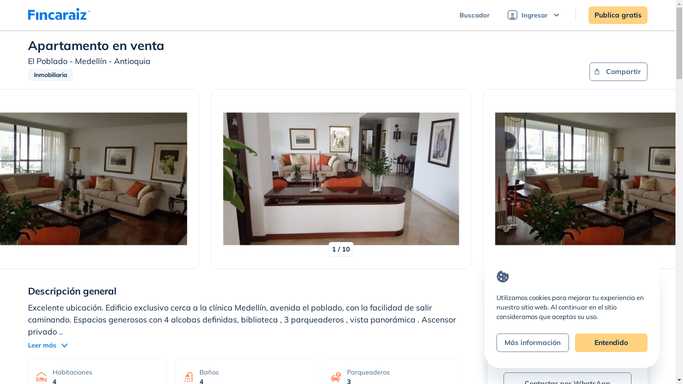 Fincaraiz
Buscador
Ingresar
Publica gratis
Apartamento en venta
El Poblado - Medellín - Antioquia
Inmobiliaria
Compartir
1 / 10
Descripción general
Excelente ubicación. Edificio exclusivo cerca a la clínica Medellín, avenida el poblado, con la facilidad de salir
caminando. Espacios generosos con 4 alcobas definidas, biblioteca , 3 parqueaderos , vista panorámica . Ascensor
privado ..
Leer más
Habitaciones
4
Baños
4
Parqueaderos
3
Utilizamos cookies para mejorar tu experiencia en
nuestro sitio web. Al continuar en el sitio
consideramos que aceptas su uso.
Más información
Entendido
Contactar por WhatsApp